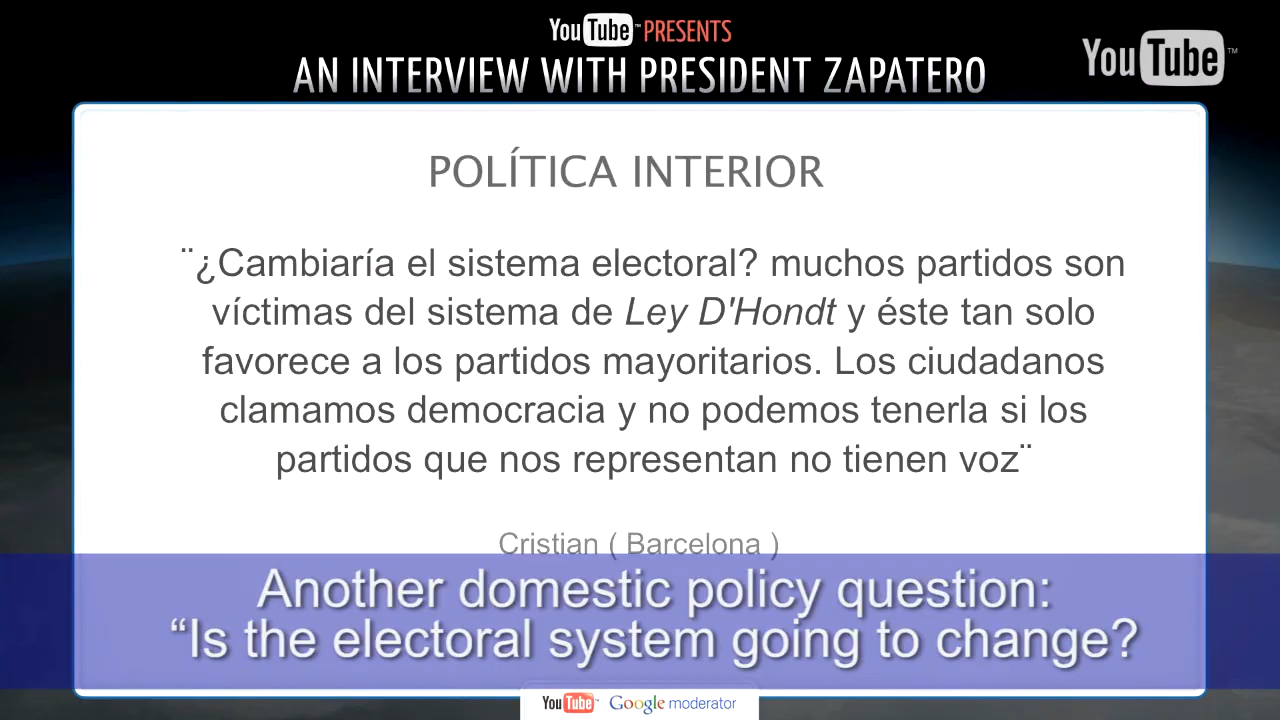 YouTube™ PRESENTS
AN INTERVIEW WITH PRESIDENT ZAPATERO
YouTube™
POLÍTICA INTERIOR
¨¿Cambiaría el sistema electoral? muchos partidos son
víctimas del sistema de Ley D'Hondt y éste tan solo
favorece a los partidos mayoritarios. Los ciudadanos
clamamos democracia y no podemos tenerla si los
partidos que nos representan no tienen voz¨
Cristian ( Barcelona )
Another domestic policy question:
“Is the electoral system going to change?
YouTube™ Google moderator